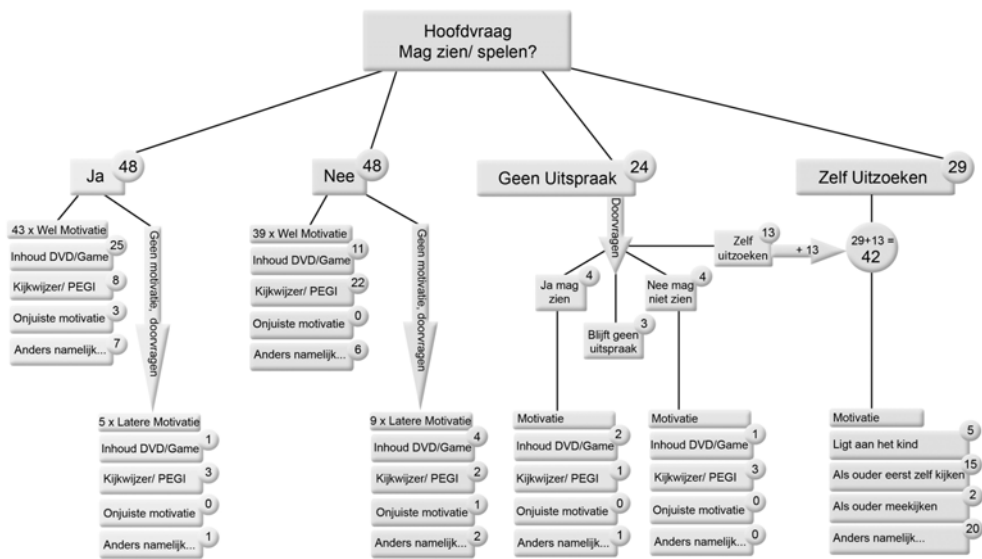 Hoofdvraag
Mag zien/ spelen?
Ja
48
Nee
48
Geen Uitspraak
24
Zelf Uitzoeken
29
43 x Wel Motivatie
Inhoud DVD/Game
25
Kijkwijzer/ PEGI
8
Onjuiste motivatie
3
Anders namelijk...
7
Geen motivatie, doorvragen
5 x Latere Motivatie
Inhoud DVD/Game
1
Kijkwijzer/ PEGI
3
Onjuiste motivatie
0
Anders namelijk...
1
39 x Wel Motivatie
Inhoud DVD/Game
11
Kijkwijzer/ PEGI
22
Onjuiste motivatie
0
Anders namelijk...
6
Geen motivatie, doorvragen
9 x Latere Motivatie
Inhoud DVD/Game
4
Kijkwijzer/ PEGI
2
Onjuiste motivatie
1
Anders namelijk...
2
Doorvragen
Ja mag
zien
4
Blijft geen
uitspraak
3
Nee mag
niet zien
4
Zelf
uitzoeken
13
+ 13
29+13 =
42
Motivatie
Inhoud DVD/Game
2
Kijkwijzer/ PEGI
1
Onjuiste motivatie
0
Anders namelijk...
1
Motivatie
Inhoud DVD/Game
1
Kijkwijzer/ PEGI
3
Onjuiste motivatie
0
Anders namelijk...
0
Motivatie
Ligt aan het kind
5
Als ouder eerst zelf kijken
15
Als ouder meekijken
2
Anders namelijk...
20